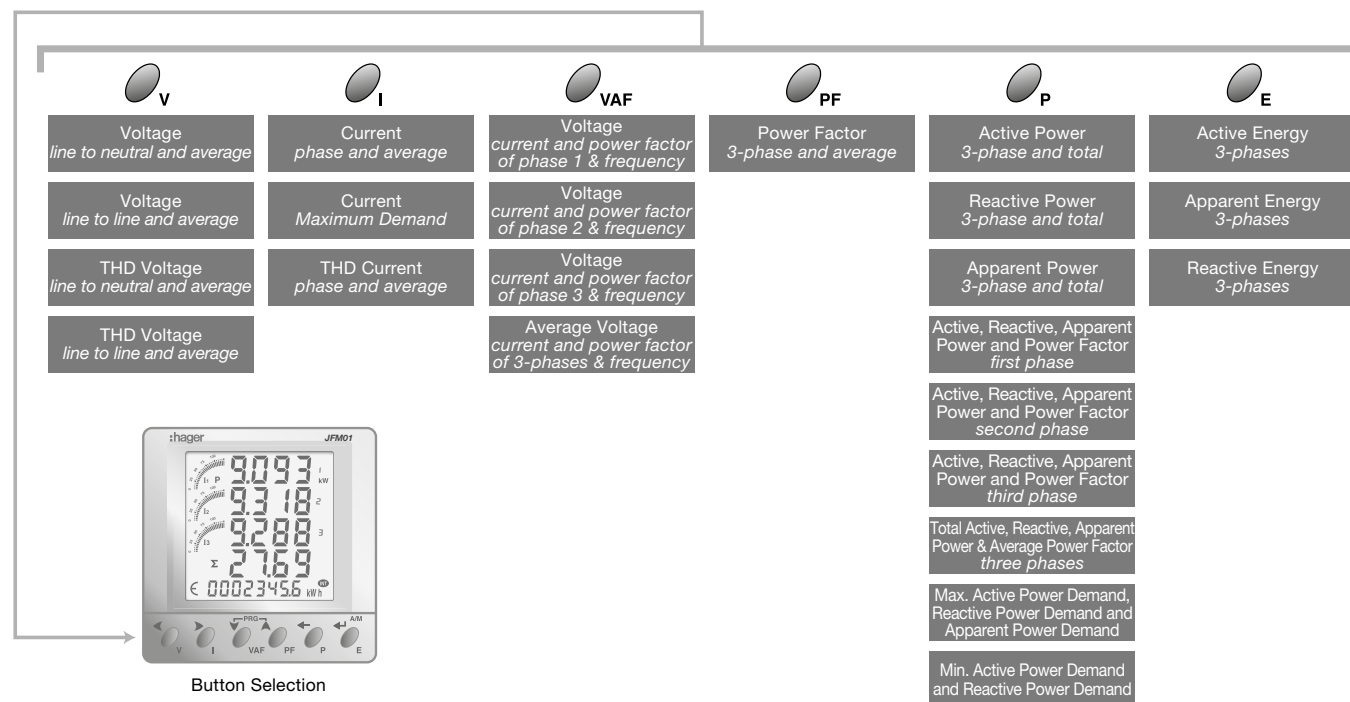 V
I
VAF
PF
P
E
Voltage
line to neutral and average
Voltage
line to line and average
THD Voltage
line to neutral and average
THD Voltage
line to line and average
Current
phase and average
Current
Maximum Demand
THD Current
phase and average
Voltage
current and power factor
of phase 1 & frequency
Voltage
current and power factor
of phase 2 & frequency
Voltage
current and power factor
of phase 3 & frequency
Average Voltage
current and power factor
of 3-phases & frequency
Power Factor
3-phase and average
Active Power
3-phase and total
Reactive Power
3-phase and total
Apparent Power
3-phase and total
Active, Reactive, Apparent
Power and Power Factor
first phase
Active, Reactive, Apparent
Power and Power Factor
second phase
Active, Reactive, Apparent
Power and Power Factor
third phase
Total Active, Reactive, Apparent
Power & Average Power Factor
three phases
Max. Active Power Demand,
Reactive Power Demand and
Apparent Power Demand
Min. Active Power Demand
and Reactive Power Demand
Active Energy
3-phases
Apparent Energy
3-phases
Reactive Energy
3-phases
:hager JFM01
I1 P 9.093 1 kW
I2 9.318 2
I3 9.288 3
Σ 27.69
€ 0002345.6 kWh INT
PRG A/M
V I VAF PF P E
Button Selection